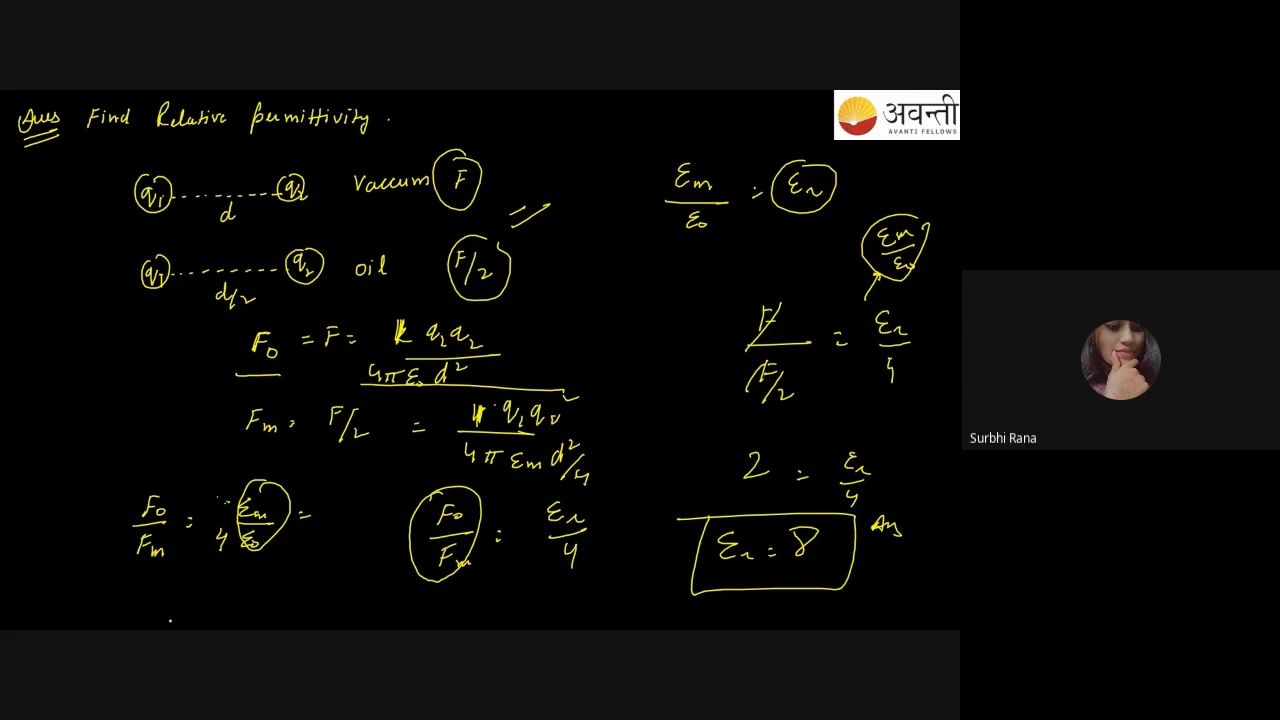 Ques Find Relative permittivity.
अवन्ती
AVANTI FELLOWS
q₁ ------- q₂ vaccum F
d
q₁ -------- q₂ oil F/2
d/2
F₀ = F = k q₁q₂ / 4πε₀ d²
Fm = F/2 = k q₁q₂ / 4π εm d²/4
F₀/Fm = εm / 4 ε₀ =
F₀/Fm = εr/4
εm/ε₀ = εr
εm/ε₀
F / F/2 = εr/4
2 = εr/4
εr = 8 Ans
Surbhi Rana